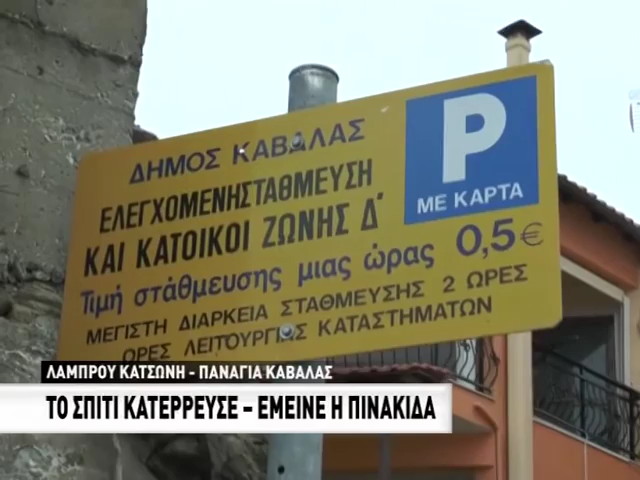 ΔΗΜΟΣ ΚΑΒΑΛΑΣ
ΕΛΕΓΧΟΜΕΝΗΣΤΑΘΜΕΥΣΗ
ΚΑΙ ΚΑΤΟΙΚΟΙ ΖΩΝΗΣ Δ΄
P
ΜΕ ΚΑΡΤΑ
Τιμή στάθμευσης μιας ώρας 0,5€
ΜΕΓΙΣΤΗ ΔΙΑΡΚΕΙΑ ΣΤΑΘΜΕΥΣΗΣ 2 ΩΡΕΣ
ΩΡΕΣ ΛΕΙΤΟΥΡΓΙΑΣ ΚΑΤΑΣΤΗΜΑΤΩΝ
ΛΑΜΠΡΟΥ ΚΑΤΣΩΝΗ - ΠΑΝΑΓΙΑ ΚΑΒΑΛΑΣ
ΤΟ ΣΠΙΤΙ ΚΑΤΕΡΡΕΥΣΕ – ΕΜΕΙΝΕ Η ΠΙΝΑΚΙΔΑ